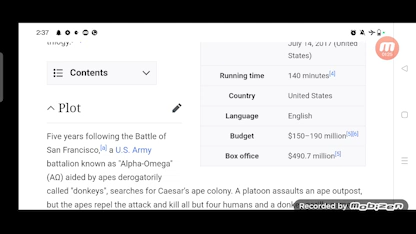 2:37
July 14, 2017 (United
States)
Contents
Running time 140 minutes[4]
Country United States
Language English
Budget $150–190 million[5][6]
Box office $490.7 million[5]
Plot
Five years following the Battle of
San Francisco,[a] a U.S. Army
battalion known as "Alpha-Omega"
(AΩ) aided by apes derogatorily
called "donkeys", searches for Caesar's ape colony. A platoon assaults an ape outpost,
but the apes repel the attack and kill all but four humans and a
Recorded by Mobizen